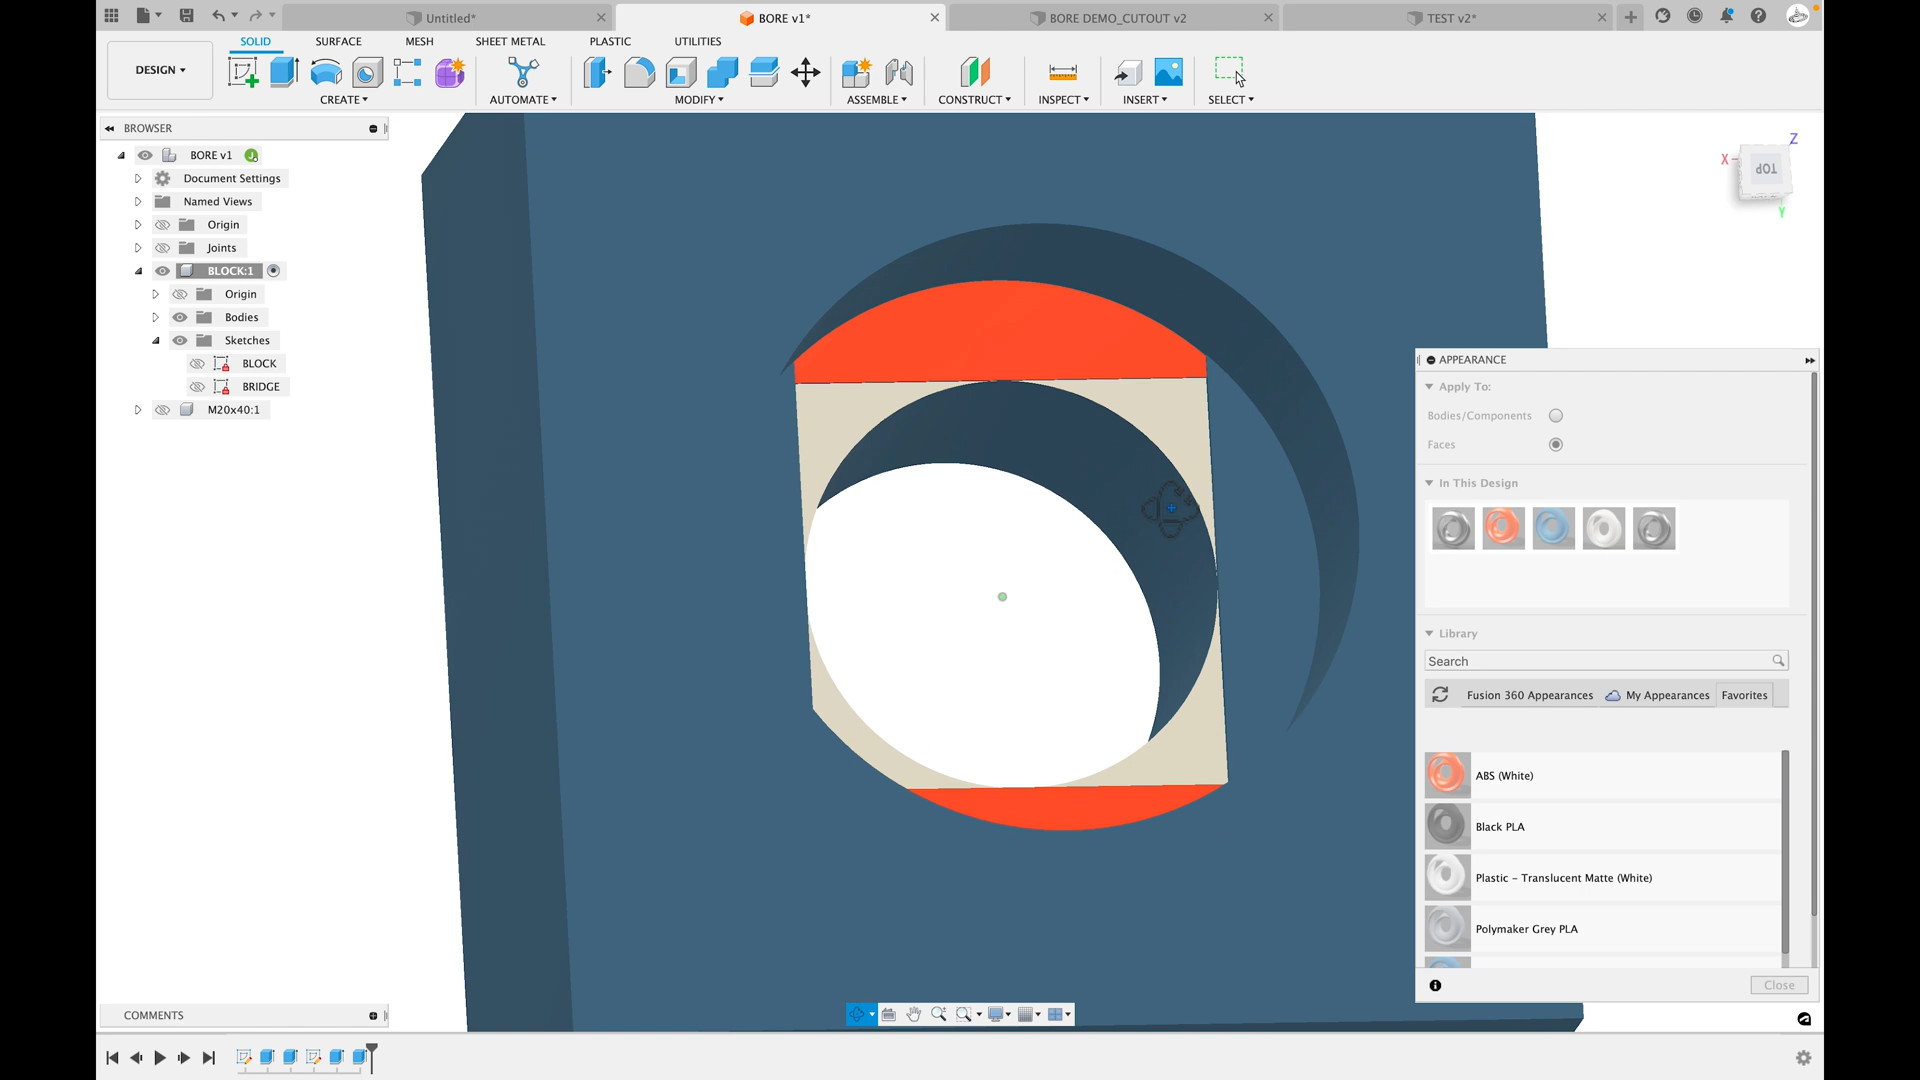 Untitled*
BORE v1*
BORE DEMO_CUTOUT v2
TEST v2*
SOLID
SURFACE
MESH
SHEET METAL
PLASTIC
UTILITIES
DESIGN
CREATE
AUTOMATE
MODIFY
ASSEMBLE
CONSTRUCT
INSPECT
INSERT
SELECT
BROWSER
BORE v1
Document Settings
Named Views
Origin
Joints
BLOCK:1
Origin
Bodies
Sketches
BLOCK
BRIDGE
M20x40:1
Z
X
TOP
Y
APPEARANCE
Apply To:
Bodies/Components
Faces
In This Design
Library
Search
Fusion 360 Appearances
My Appearances
Favorites
ABS (White)
Black PLA
Plastic - Translucent Matte (White)
Polymaker Grey PLA
Close
COMMENTS